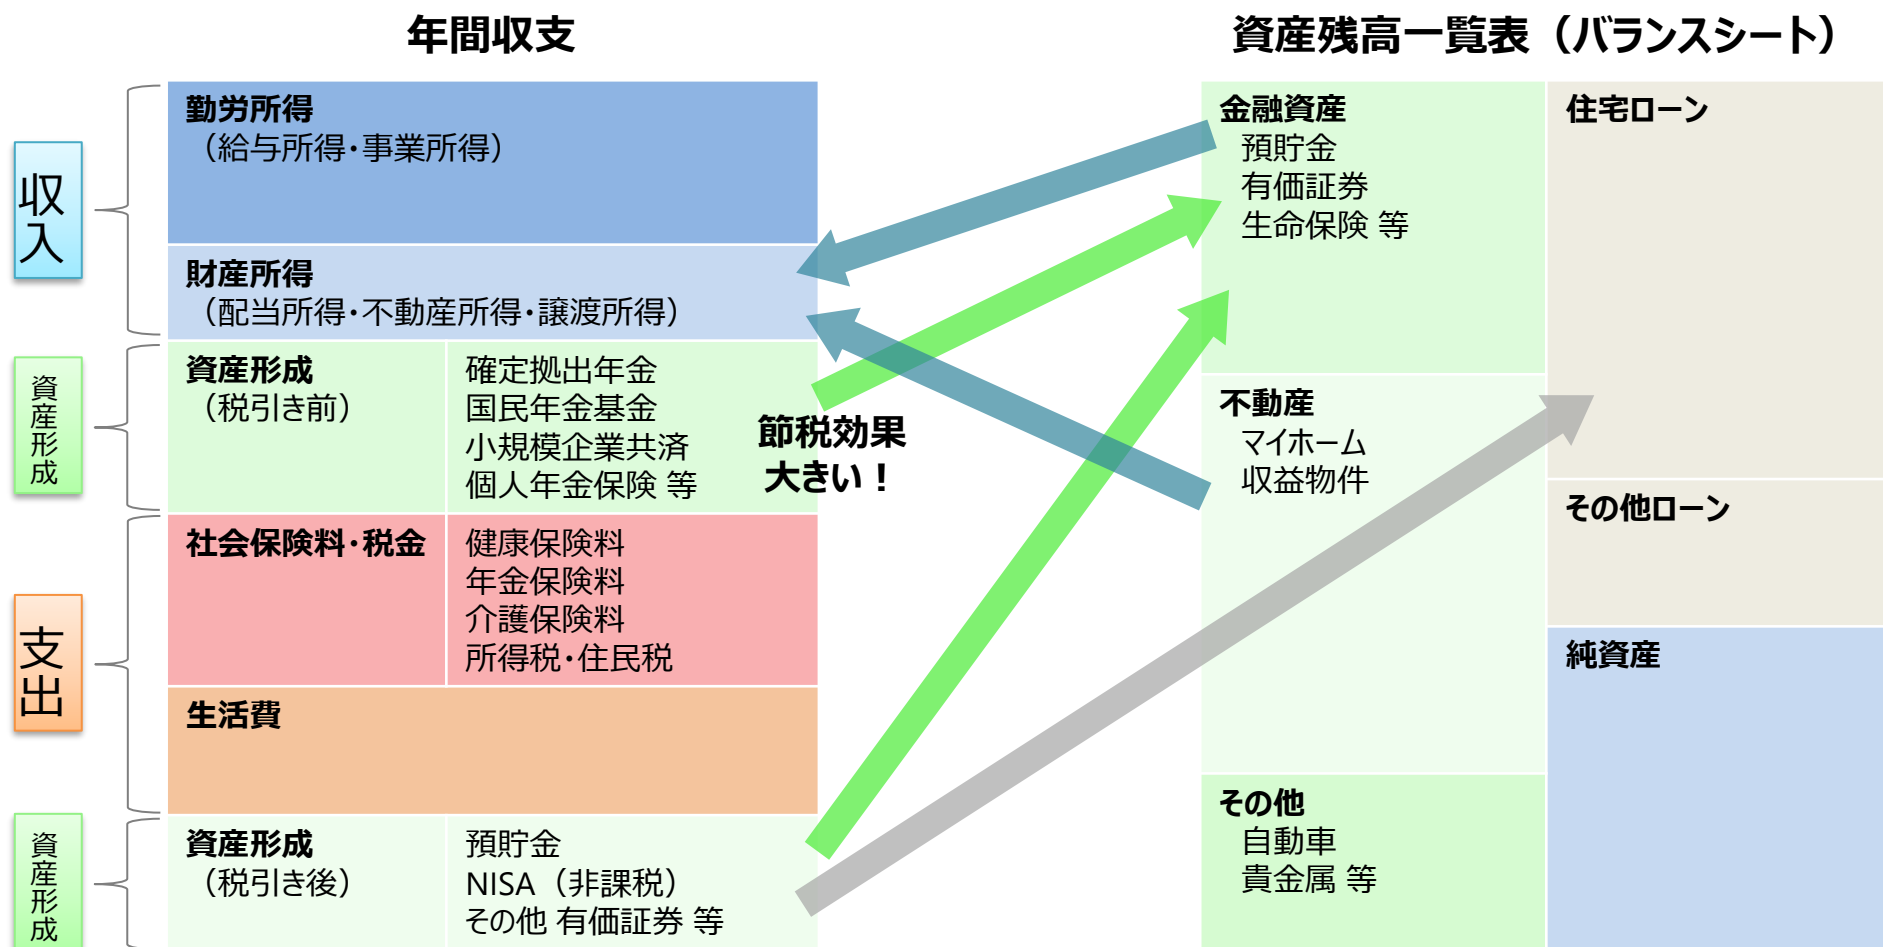 年間収支
収入
勤労所得
（給与所得・事業所得）
財産所得
（配当所得・不動産所得・譲渡所得）
資産形成
資産形成
（税引き前）
確定拠出年金
国民年金基金
小規模企業共済
個人年金保険 等
節税効果
大きい！
支出
社会保険料・税金
健康保険料
年金保険料
介護保険料
所得税・住民税
生活費
資産形成
資産形成
（税引き後）
預貯金
NISA（非課税）
その他 有価証券 等
資産残高一覧表（バランスシート）
金融資産
預貯金
有価証券
生命保険 等
不動産
マイホーム
収益物件
その他
自動車
貴金属 等
住宅ローン
その他ローン
純資産